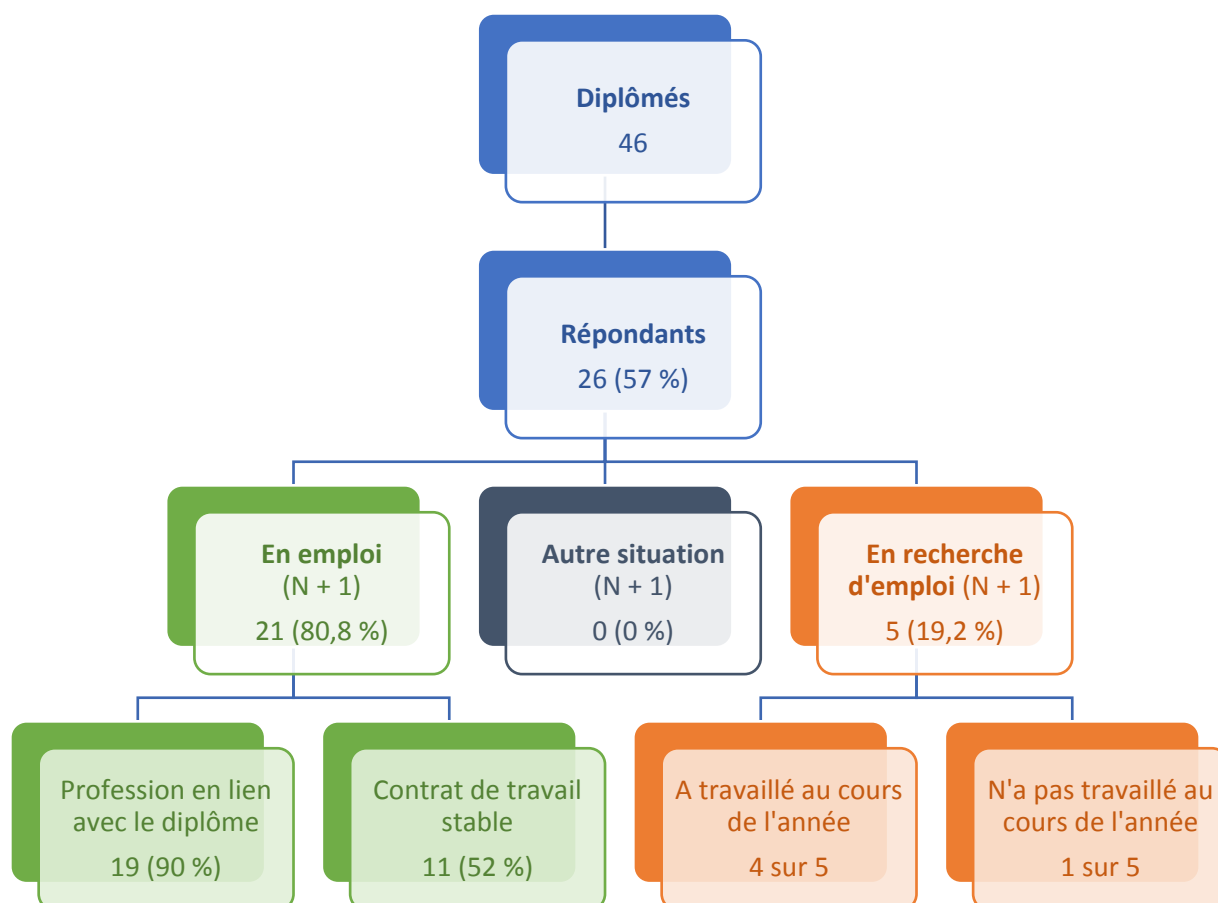 Diplômés
46
Répondants
26 (57 %)
En emploi
(N + 1)
21 (80,8 %)
Autre situation
(N + 1)
0 (0 %)
En recherche
d'emploi (N + 1)
5 (19,2 %)
Profession en lien
avec le diplôme
19 (90 %)
Contrat de travail
stable
11 (52 %)
A travaillé au cours
de l'année
4 sur 5
N'a pas travaillé au
cours de l'année
1 sur 5